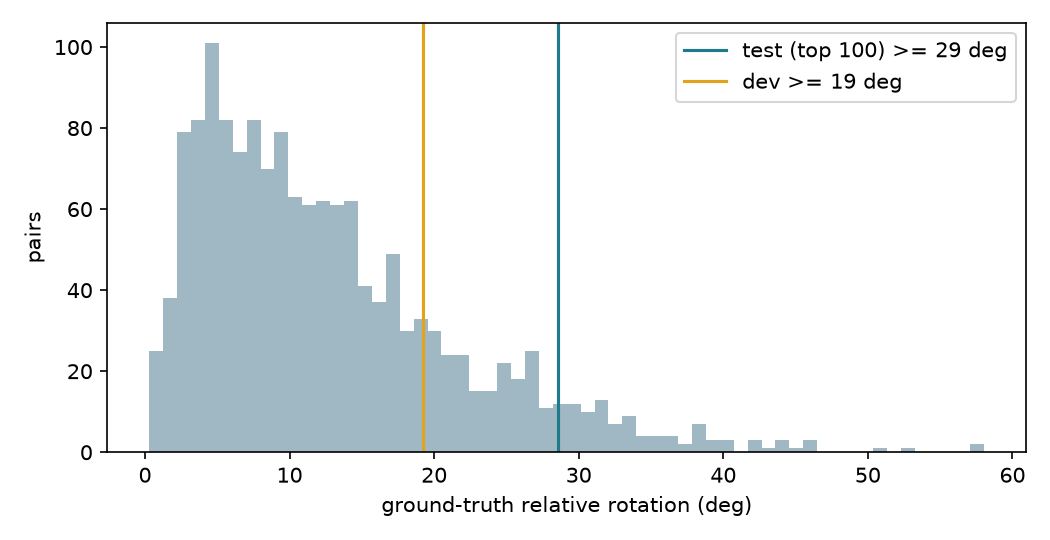 test (top 100) >= 29 deg
dev >= 19 deg
100
80
60
40
20
0
pairs
0 10 20 30 40 50 60
ground-truth relative rotation (deg)